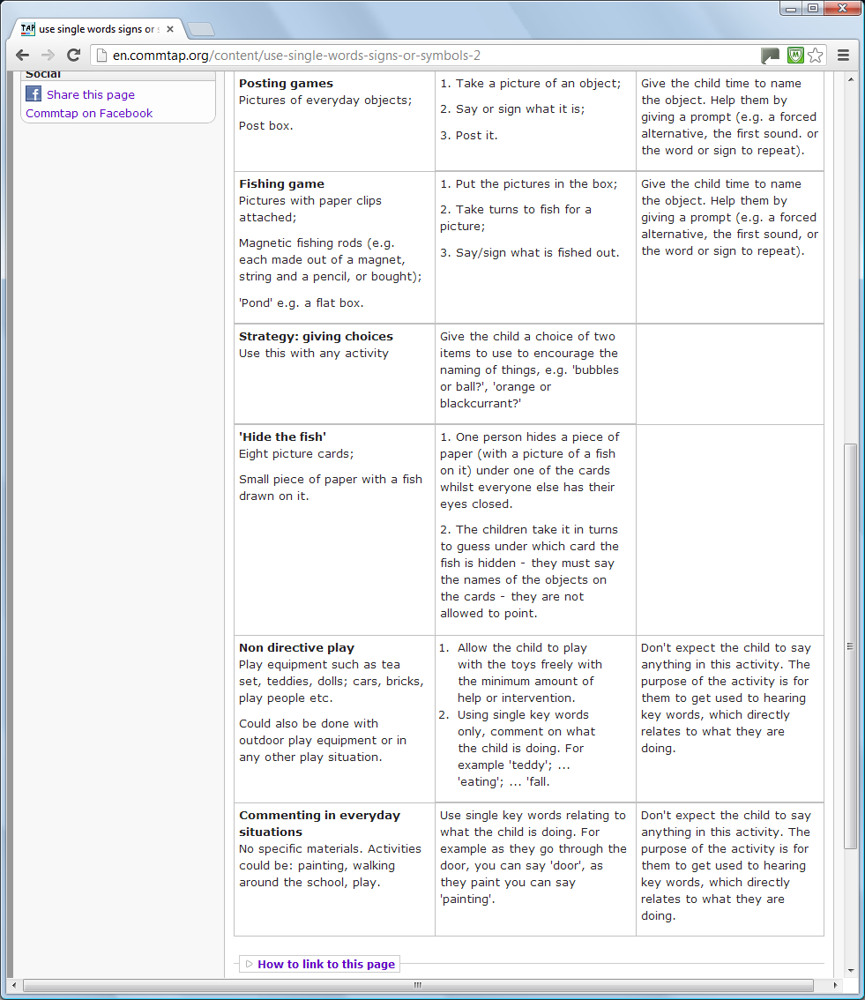 TAP use single words signs or s
en.commtap.org/content/use-single-words-signs-or-symbols-2
Social
Share this page
Commtap on Facebook
Posting games
Pictures of everyday objects;
Post box.
1. Take a picture of an object;
2. Say or sign what it is;
3. Post it.
Give the child time to name
the object. Help them by
giving a prompt (e.g. a forced
alternative, the first sound. or
the word or sign to repeat).
Fishing game
Pictures with paper clips
attached;
Magnetic fishing rods (e.g.
each made out of a magnet,
string and a pencil, or bought);
'Pond' e.g. a flat box.
1. Put the pictures in the box;
2. Take turns to fish for a
picture;
3. Say/sign what is fished out.
Give the child time to name
the object. Help them by
giving a prompt (e.g. a forced
alternative, the first sound, or
the word or sign to repeat).
Strategy: giving choices
Use this with any activity
Give the child a choice of two
items to use to encourage the
naming of things, e.g. 'bubbles
or ball?', 'orange or
blackcurrant?'
'Hide the fish'
Eight picture cards;
Small piece of paper with a fish
drawn on it.
1. One person hides a piece of
paper (with a picture of a fish
on it) under one of the cards
whilst everyone else has their
eyes closed.
2. The children take it in turns
to guess under which card the
fish is hidden - they must say
the names of the objects on
the cards - they are not
allowed to point.
Non directive play
Play equipment such as tea
set, teddies, dolls; cars, bricks,
play people etc.
Could also be done with
outdoor play equipment or in
any other play situation.
1. Allow the child to play
with the toys freely with
the minimum amount of
help or intervention.
2. Using single key words
only, comment on what
the child is doing. For
example 'teddy'; ...
'eating'; ... 'fall.
Don't expect the child to say
anything in this activity. The
purpose of the activity is for
them to get used to hearing
key words, which directly
relates to what they are
doing.
Commenting in everyday
situations
No specific materials. Activities
could be: painting, walking
around the school, play.
Use single key words relating to
what the child is doing. For
example as they go through the
door, you can say 'door', as
they paint you can say
'painting'.
Don't expect the child to say
anything in this activity. The
purpose of the activity is for
them to get used to hearing
key words, which directly
relates to what they are
doing.
How to link to this page